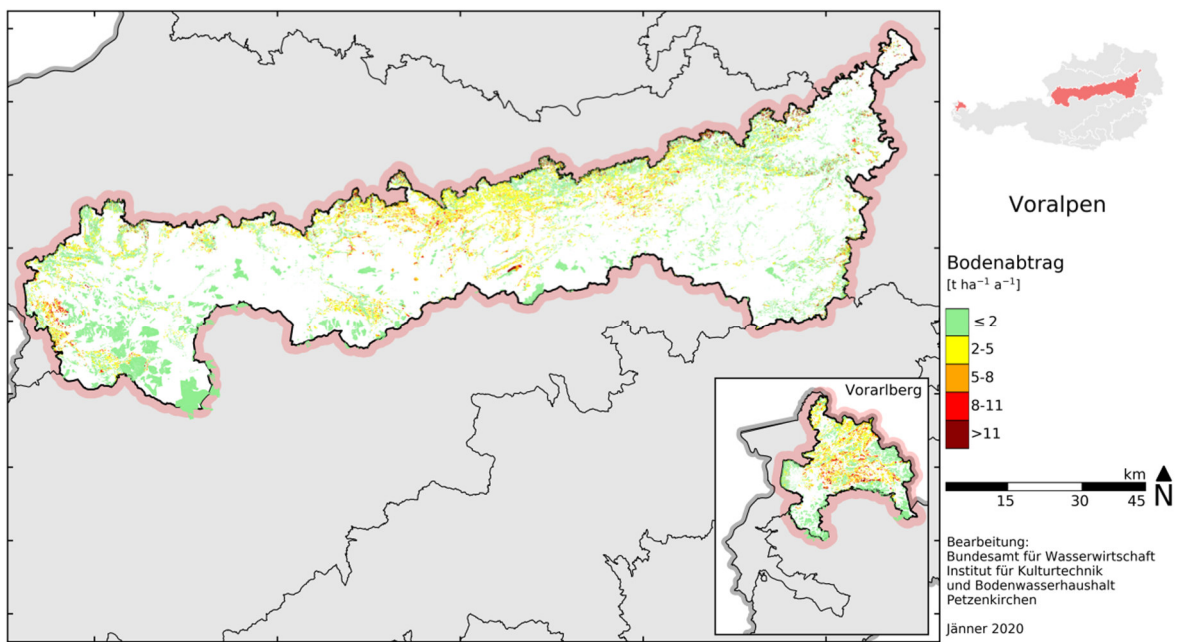 Voralpen
Bodenabtrag
[t ha⁻¹ a⁻¹]
≤ 2
2-5
5-8
8-11
>11
Vorarlberg
km
15 30 45
N
Bearbeitung:
Bundesamt für Wasserwirtschaft
Institut für Kulturtechnik
und Bodenwasserhaushalt
Petzenkirchen
Jänner 2020